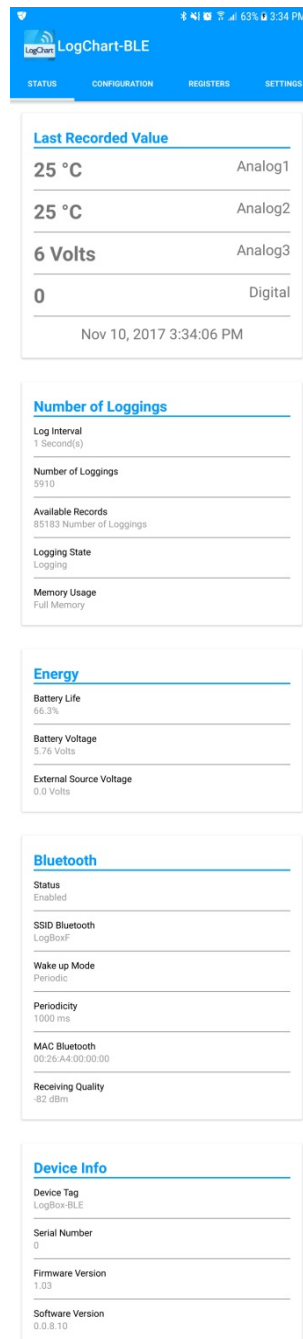 63% 3:34 PM
LogChart LogChart-BLE
STATUS CONFIGURATION REGISTERS SETTINGS
Last Recorded Value
25 °C Analog1
25 °C Analog2
6 Volts Analog3
0 Digital
Nov 10, 2017 3:34:06 PM
Number of Loggings
Log Interval
1 Second(s)
Number of Loggings
5910
Available Records
85183 Number of Loggings
Logging State
Logging
Memory Usage
Full Memory
Energy
Battery Life
66.3%
Battery Voltage
5.76 Volts
External Source Voltage
0.0 Volts
Bluetooth
Status
Enabled
SSID Bluetooth
LogBoxF
Wake up Mode
Periodic
Periodicity
1000 ms
MAC Bluetooth
00:26:A4:00:00:00
Receiving Quality
-82 dBm
Device Info
Device Tag
LogBox-BLE
Serial Number
0
Firmware Version
1.03
Software Version
0.0.8.10